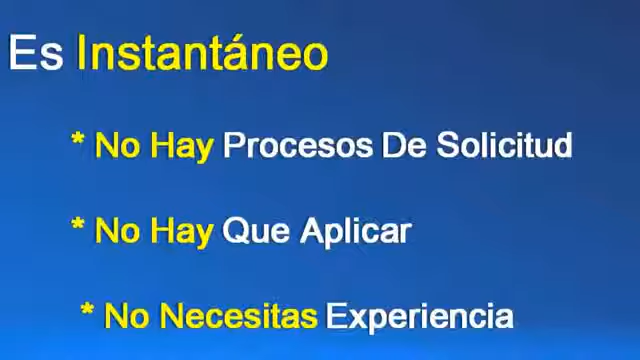 Es Instantáneo
* No Hay Procesos De Solicitud
* No Hay Que Aplicar
* No Necesitas Experiencia